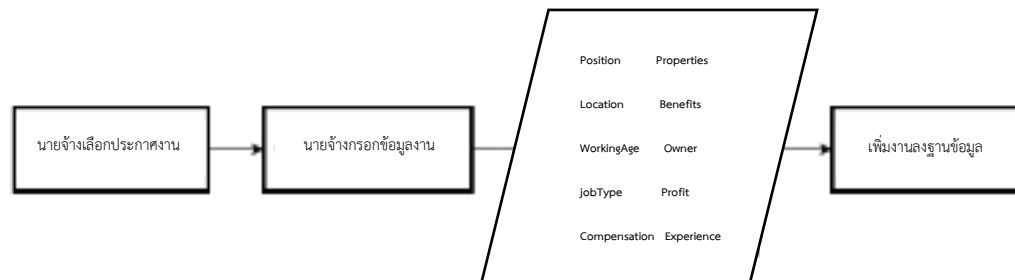 นายจ้างเลือกประกาศงาน
นายจ้างกรอกข้อมูลงาน
Position Properties
Location Benefits
WorkingAge Owner
jobType Profit
Compensation Experience
เพิ่มงานลงฐานข้อมูล